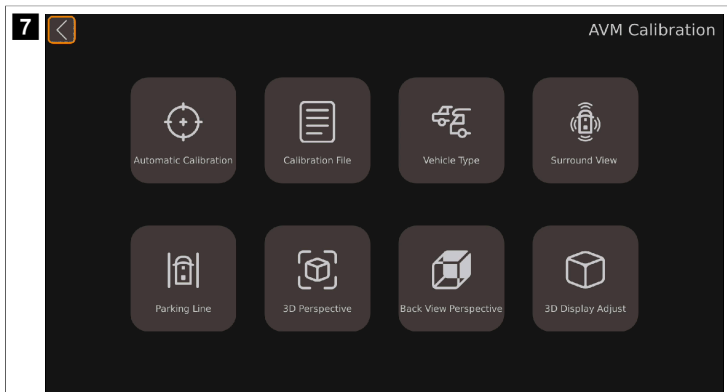 7
AVM Calibration
Automatic Calibration
Calibration File
Vehicle Type
Surround View
Parking Line
3D Perspective
Back View Perspective
3D Display Adjust